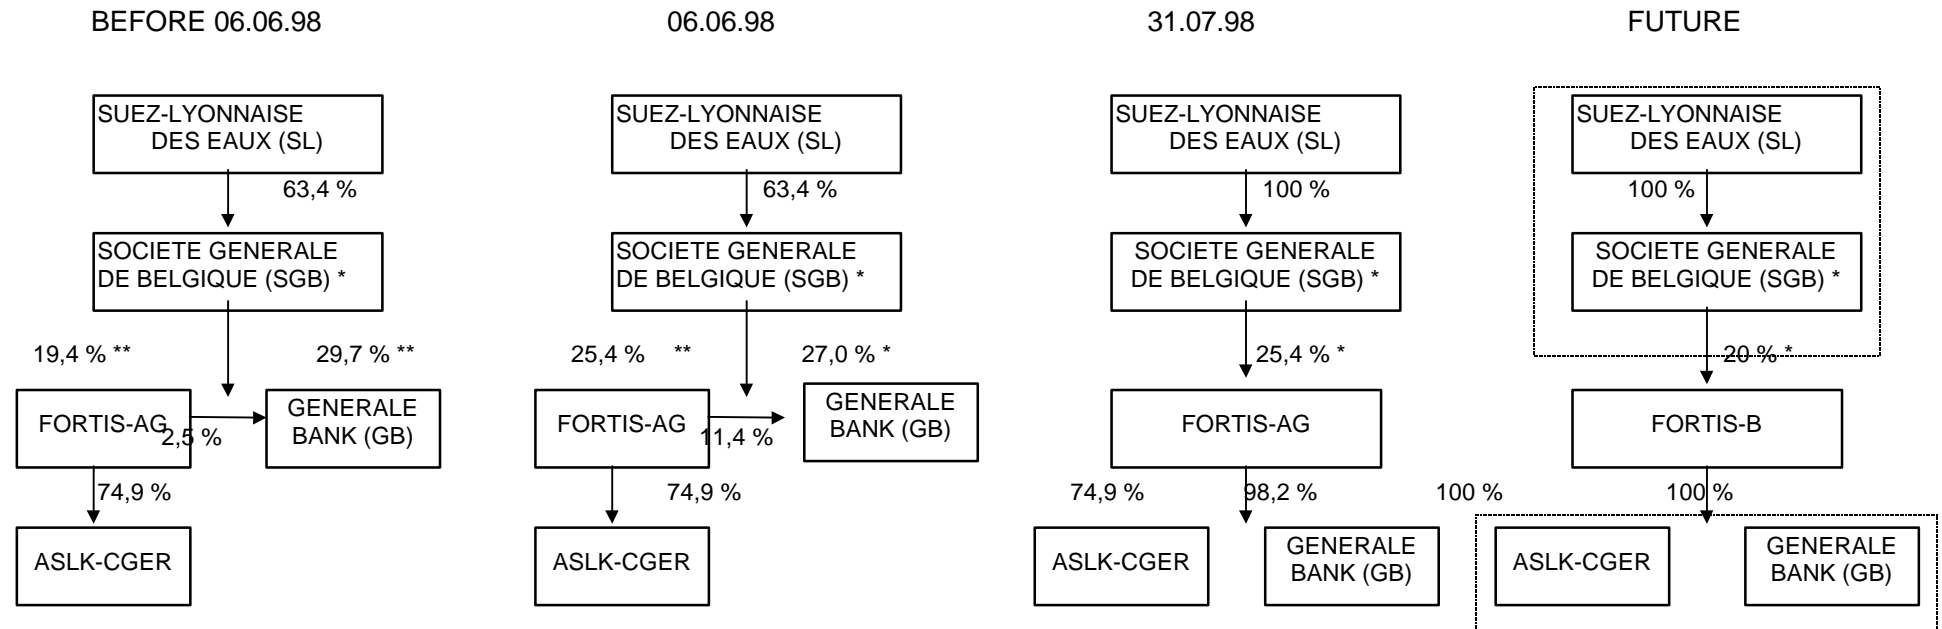 BEFORE 06.06.98
06.06.98
31.07.98
FUTURE
SUEZ-LYONNAISE
DES EAUX (SL)
SUEZ-LYONNAISE
DES EAUX (SL)
SUEZ-LYONNAISE
DES EAUX (SL)
SUEZ-LYONNAISE
DES EAUX (SL)
63,4 %
63,4 %
100 %
100 %
SOCIETE GENERALE
DE BELGIQUE (SGB) *
SOCIETE GENERALE
DE BELGIQUE (SGB) *
SOCIETE GENERALE
DE BELGIQUE (SGB) *
SOCIETE GENERALE
DE BELGIQUE (SGB) *
19,4 % **
29,7 % **
25,4 % **
27,0 % *
25,4 % *
20 % *
FORTIS-AG
2,5 %
GENERALE
BANK (GB)
FORTIS-AG
11,4 %
GENERALE
BANK (GB)
FORTIS-AG
FORTIS-B
74,9 %
74,9 %
74,9 %
98,2 %
100 %
100 %
ASLK-CGER
ASLK-CGER
ASLK-CGER
GENERALE
BANK (GB)
ASLK-CGER
GENERALE
BANK (GB)